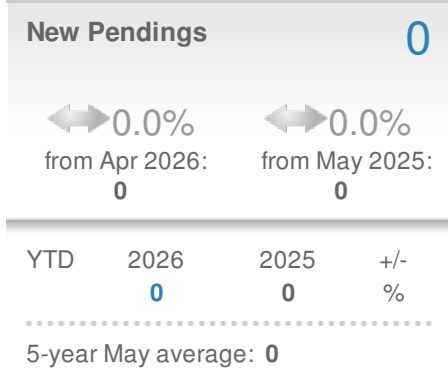 New Pendings 0
0.0% 0.0%
from Apr 2026: from May 2025:
0 0
YTD 2026 2025 +/-
0 0 %
5-year May average: 0